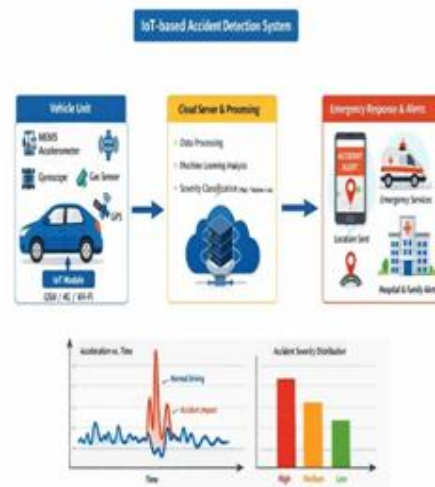 IoT-based Accident Detection System
Vehicle Unit
MEMS
Accelerometer
Gyroscope
Gas Sensor
GPS
IoT Module
GSM / 4G / Wi-Fi
Cloud Server & Processing
Data Processing
Machine Learning Analysis
Severity Classification
Emergency Response & Alerts
ACCIDENT
ALERT
Emergency Services
Location Sent
Hospital & Family Alert
Acceleration vs. Time
Normal Driving
Accident Impact
Time
Accident Severity Distribution
High
Medium
Low